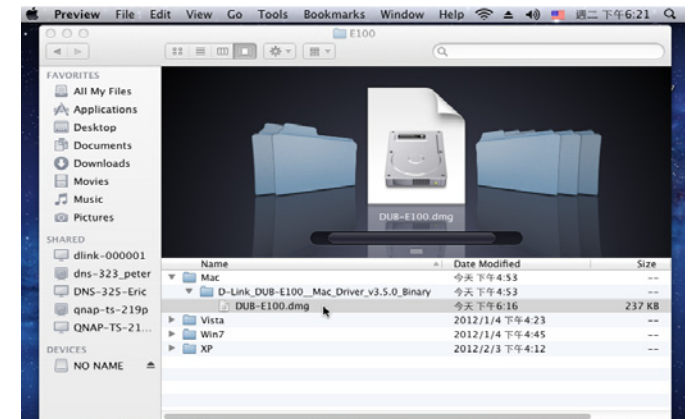 Preview File Edit View Go Tools Bookmarks Window Help 週二下午6:21
E100
FAVORITES
All My Files
Applications
Desktop
Documents
Downloads
Movies
Music
Pictures
SHARED
dlink-000001
dns-323_peter
DNS-325-Eric
qnap-ts-219p
QNAP-TS-21...
DEVICES
NO NAME
DUB-E100.dmg
Name Date Modified Size
Mac 今天 下午4:53 --
D-Link_DUB-E100__Mac_Driver_v3.5.0_Binary 今天 下午4:53 --
DUB-E100.dmg 今天 下午6:16 237 KB
Vista 2012/1/4 下午4:23 --
Win7 2012/1/4 下午4:45 --
XP 2012/2/3 下午4:12 --